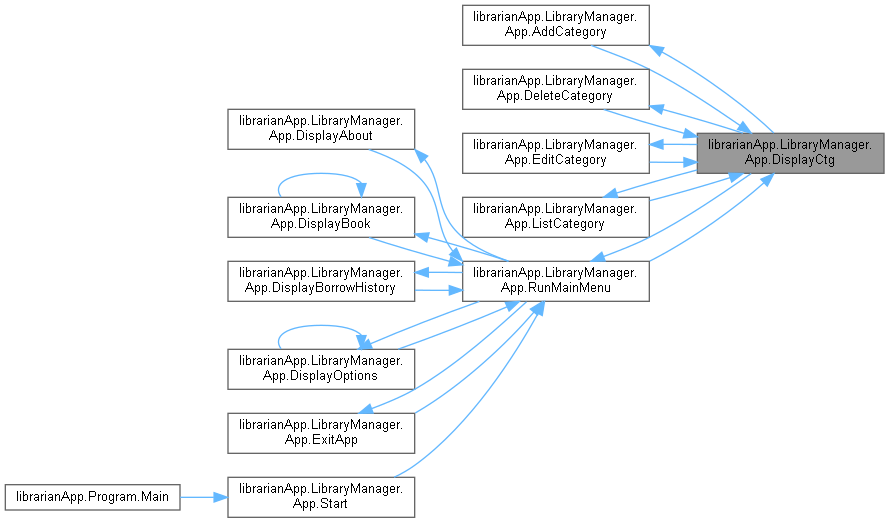 librarianApp.LibraryManager.
App.AddCategory
librarianApp.LibraryManager.
App.DeleteCategory
librarianApp.LibraryManager.
App.DisplayAbout
librarianApp.LibraryManager.
App.EditCategory
librarianApp.LibraryManager.
App.DisplayCtg
librarianApp.LibraryManager.
App.DisplayBook
librarianApp.LibraryManager.
App.ListCategory
librarianApp.LibraryManager.
App.DisplayBorrowHistory
librarianApp.LibraryManager.
App.RunMainMenu
librarianApp.LibraryManager.
App.DisplayOptions
librarianApp.LibraryManager.
App.ExitApp
librarianApp.Program.Main
librarianApp.LibraryManager.
App.Start